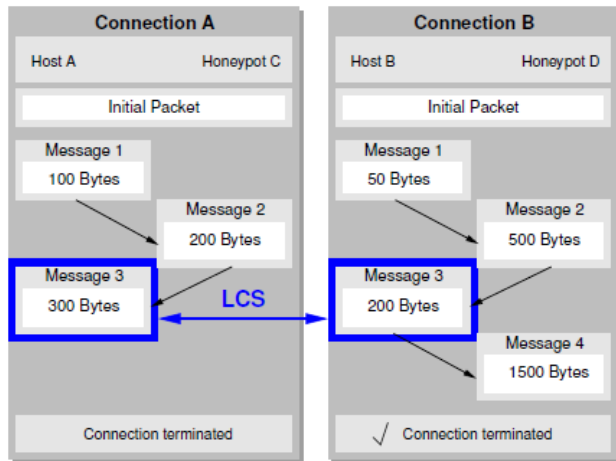 Connection A
Host A Honeypot C
Initial Packet
Message 1
100 Bytes
Message 2
200 Bytes
Message 3
300 Bytes
Connection terminated
LCS
Connection B
Host B Honeypot D
Initial Packet
Message 1
50 Bytes
Message 2
500 Bytes
Message 3
200 Bytes
Message 4
1500 Bytes
√ Connection terminated